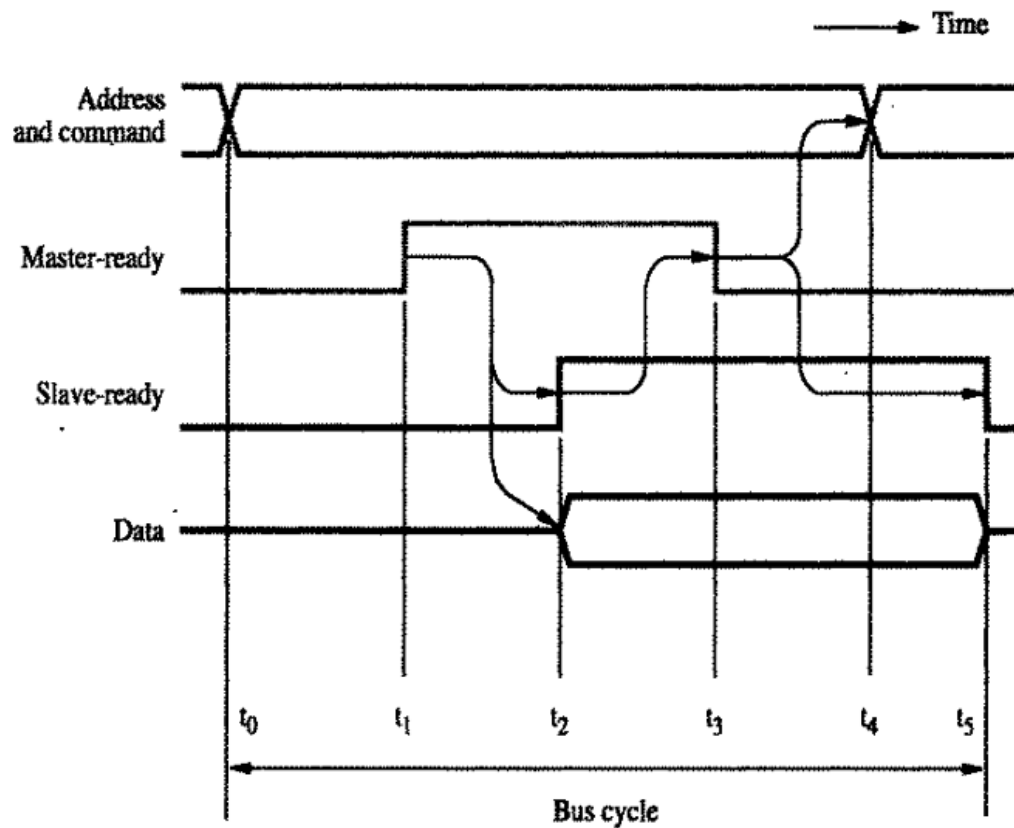 Time
Address
and command
Master-ready
Slave-ready
Data
t0 t1 t2 t3 t4 t5
Bus cycle